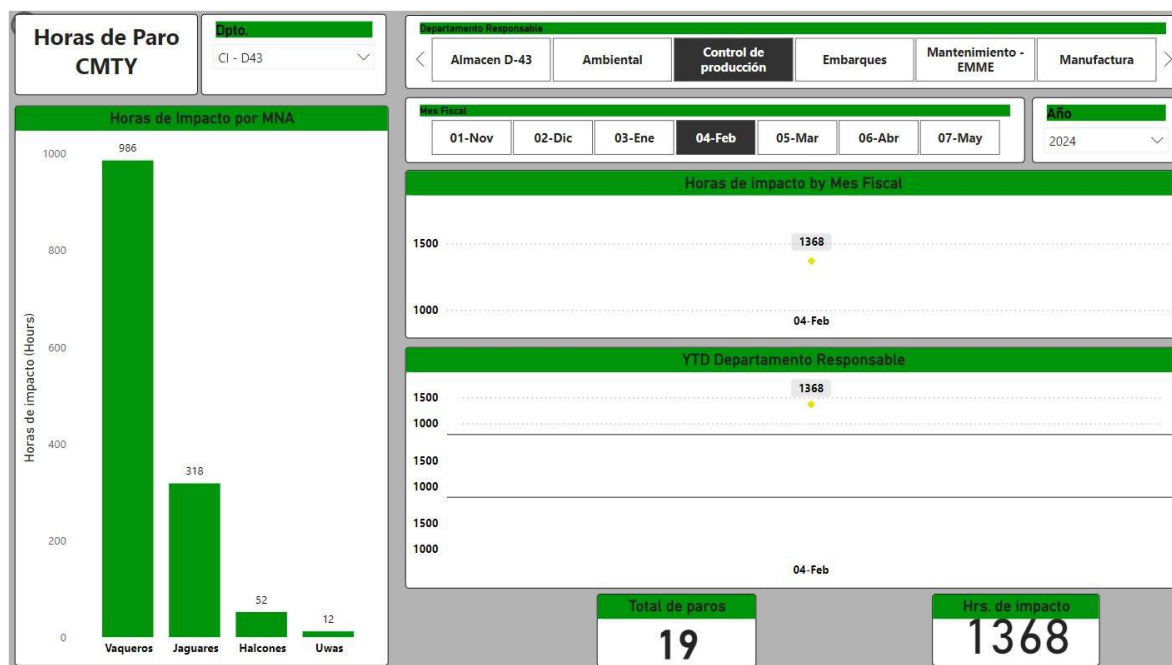 Horas de Paro
CMTY
Dpto.
CI - D43
Departamento Responsable
Almacen D-43
Ambiental
Control de
producción
Embarques
Mantenimiento -
EMME
Manufactura
Mes Fiscal
01-Nov
02-Dic
03-Ene
04-Feb
05-Mar
06-Abr
07-May
Año
2024
Horas de Impacto por MNA
Horas de impacto (Hours)
1000
800
600
400
200
0
986
318
52
12
Vaqueros
Jaguares
Halcones
Uwas
Horas de impacto by Mes Fiscal
1500
1000
1368
04-Feb
YTD Departamento Responsable
1368
1500
1000
1500
1000
1500
1000
04-Feb
Total de paros
19
Hrs. de impacto
1368